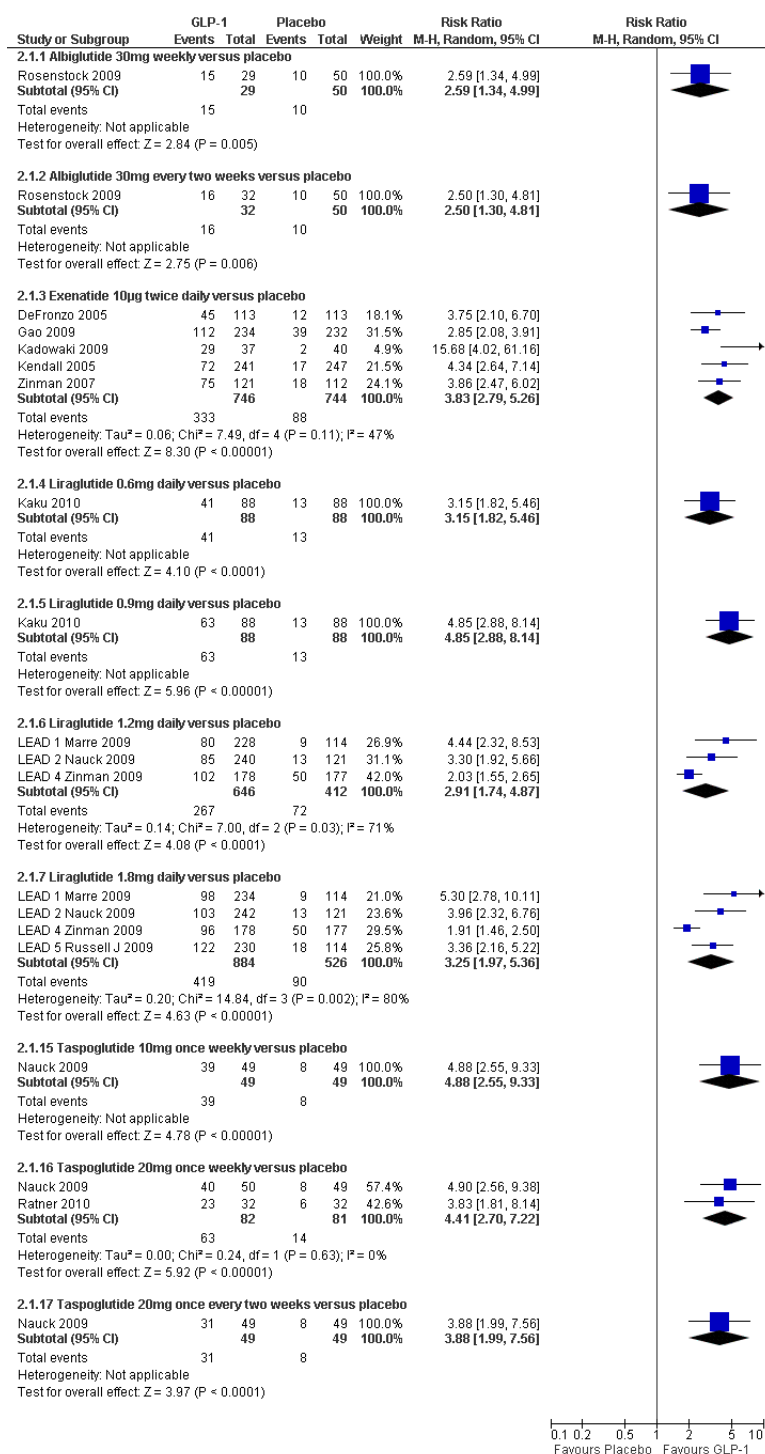 GLP-1 Placebo Risk Ratio Risk Ratio
Study or Subgroup Events Total Events Total Weight M-H, Random, 95% CI M-H, Random, 95% CI
2.1.1 Albiglutide 30mg weekly versus placebo
Rosenstock 2009 15 29 10 50 100.0% 2.59 [1.34, 4.99]
Subtotal (95% CI) 29 50 100.0% 2.59 [1.34, 4.99]
Total events 15 10
Heterogeneity: Not applicable
Test for overall effect: Z = 2.84 (P = 0.005)
2.1.2 Albiglutide 30mg every two weeks versus placebo
Rosenstock 2009 16 32 10 50 100.0% 2.50 [1.30, 4.81]
Subtotal (95% CI) 32 50 100.0% 2.50 [1.30, 4.81]
Total events 16 10
Heterogeneity: Not applicable
Test for overall effect: Z = 2.75 (P = 0.006)
2.1.3 Exenatide 10µg twice daily versus placebo
DeFronzo 2005 45 113 12 113 18.1% 3.75 [2.10, 6.70]
Gao 2009 112 234 39 232 31.5% 2.85 [2.08, 3.91]
Kadowaki 2009 29 37 2 40 4.9% 15.68 [4.02, 61.16]
Kendall 2005 72 241 17 247 21.5% 4.34 [2.64, 7.14]
Zinman 2007 75 121 18 112 24.1% 3.86 [2.47, 6.02]
Subtotal (95% CI) 746 744 100.0% 3.83 [2.79, 5.26]
Total events 333 88
Heterogeneity: Tau² = 0.06; Chi² = 7.49, df = 4 (P = 0.11); I² = 47%
Test for overall effect: Z = 8.30 (P < 0.00001)
2.1.4 Liraglutide 0.6mg daily versus placebo
Kaku 2010 41 88 13 88 100.0% 3.15 [1.82, 5.46]
Subtotal (95% CI) 88 88 100.0% 3.15 [1.82, 5.46]
Total events 41 13
Heterogeneity: Not applicable
Test for overall effect: Z = 4.10 (P < 0.0001)
2.1.5 Liraglutide 0.9mg daily versus placebo
Kaku 2010 63 88 13 88 100.0% 4.85 [2.88, 8.14]
Subtotal (95% CI) 88 88 100.0% 4.85 [2.88, 8.14]
Total events 63 13
Heterogeneity: Not applicable
Test for overall effect: Z = 5.96 (P < 0.00001)
2.1.6 Liraglutide 1.2mg daily versus placebo
LEAD 1 Marre 2009 80 228 9 114 26.9% 4.44 [2.32, 8.53]
LEAD 2 Nauck 2009 85 240 13 121 31.1% 3.30 [1.92, 5.66]
LEAD 4 Zinman 2009 102 178 50 177 42.0% 2.03 [1.55, 2.65]
Subtotal (95% CI) 646 412 100.0% 2.91 [1.74, 4.87]
Total events 267 72
Heterogeneity: Tau² = 0.14; Chi² = 7.00, df = 2 (P = 0.03); I² = 71%
Test for overall effect: Z = 4.08 (P < 0.0001)
2.1.7 Liraglutide 1.8mg daily versus placebo
LEAD 1 Marre 2009 98 234 9 114 21.0% 5.30 [2.78, 10.11]
LEAD 2 Nauck 2009 103 242 13 121 23.6% 3.96 [2.32, 6.76]
LEAD 4 Zinman 2009 96 178 50 177 29.5% 1.91 [1.46, 2.50]
LEAD 5 Russell J 2009 122 230 18 114 25.8% 3.36 [2.16, 5.22]
Subtotal (95% CI) 884 526 100.0% 3.25 [1.97, 5.36]
Total events 419 90
Heterogeneity: Tau² = 0.20; Chi² = 14.84, df = 3 (P = 0.002); I² = 80%
Test for overall effect: Z = 4.63 (P < 0.00001)
2.1.15 Taspoglutide 10mg once weekly versus placebo
Nauck 2009 39 49 8 49 100.0% 4.88 [2.55, 9.33]
Subtotal (95% CI) 49 49 100.0% 4.88 [2.55, 9.33]
Total events 39 8
Heterogeneity: Not applicable
Test for overall effect: Z = 4.78 (P < 0.00001)
2.1.16 Taspoglutide 20mg once weekly versus placebo
Nauck 2009 40 50 8 49 57.4% 4.90 [2.56, 9.38]
Ratner 2010 23 32 6 32 42.6% 3.83 [1.81, 8.14]
Subtotal (95% CI) 82 81 100.0% 4.41 [2.70, 7.22]
Total events 63 14
Heterogeneity: Tau² = 0.00; Chi² = 0.24, df = 1 (P = 0.63); I² = 0%
Test for overall effect: Z = 5.92 (P < 0.00001)
2.1.17 Taspoglutide 20mg once every two weeks versus placebo
Nauck 2009 31 49 8 49 100.0% 3.88 [1.99, 7.56]
Subtotal (95% CI) 49 49 100.0% 3.88 [1.99, 7.56]
Total events 31 8
Heterogeneity: Not applicable
Test for overall effect: Z = 3.97 (P < 0.0001)
0.1 0.2 0.5 1 2 5 10
Favours Placebo Favours GLP-1